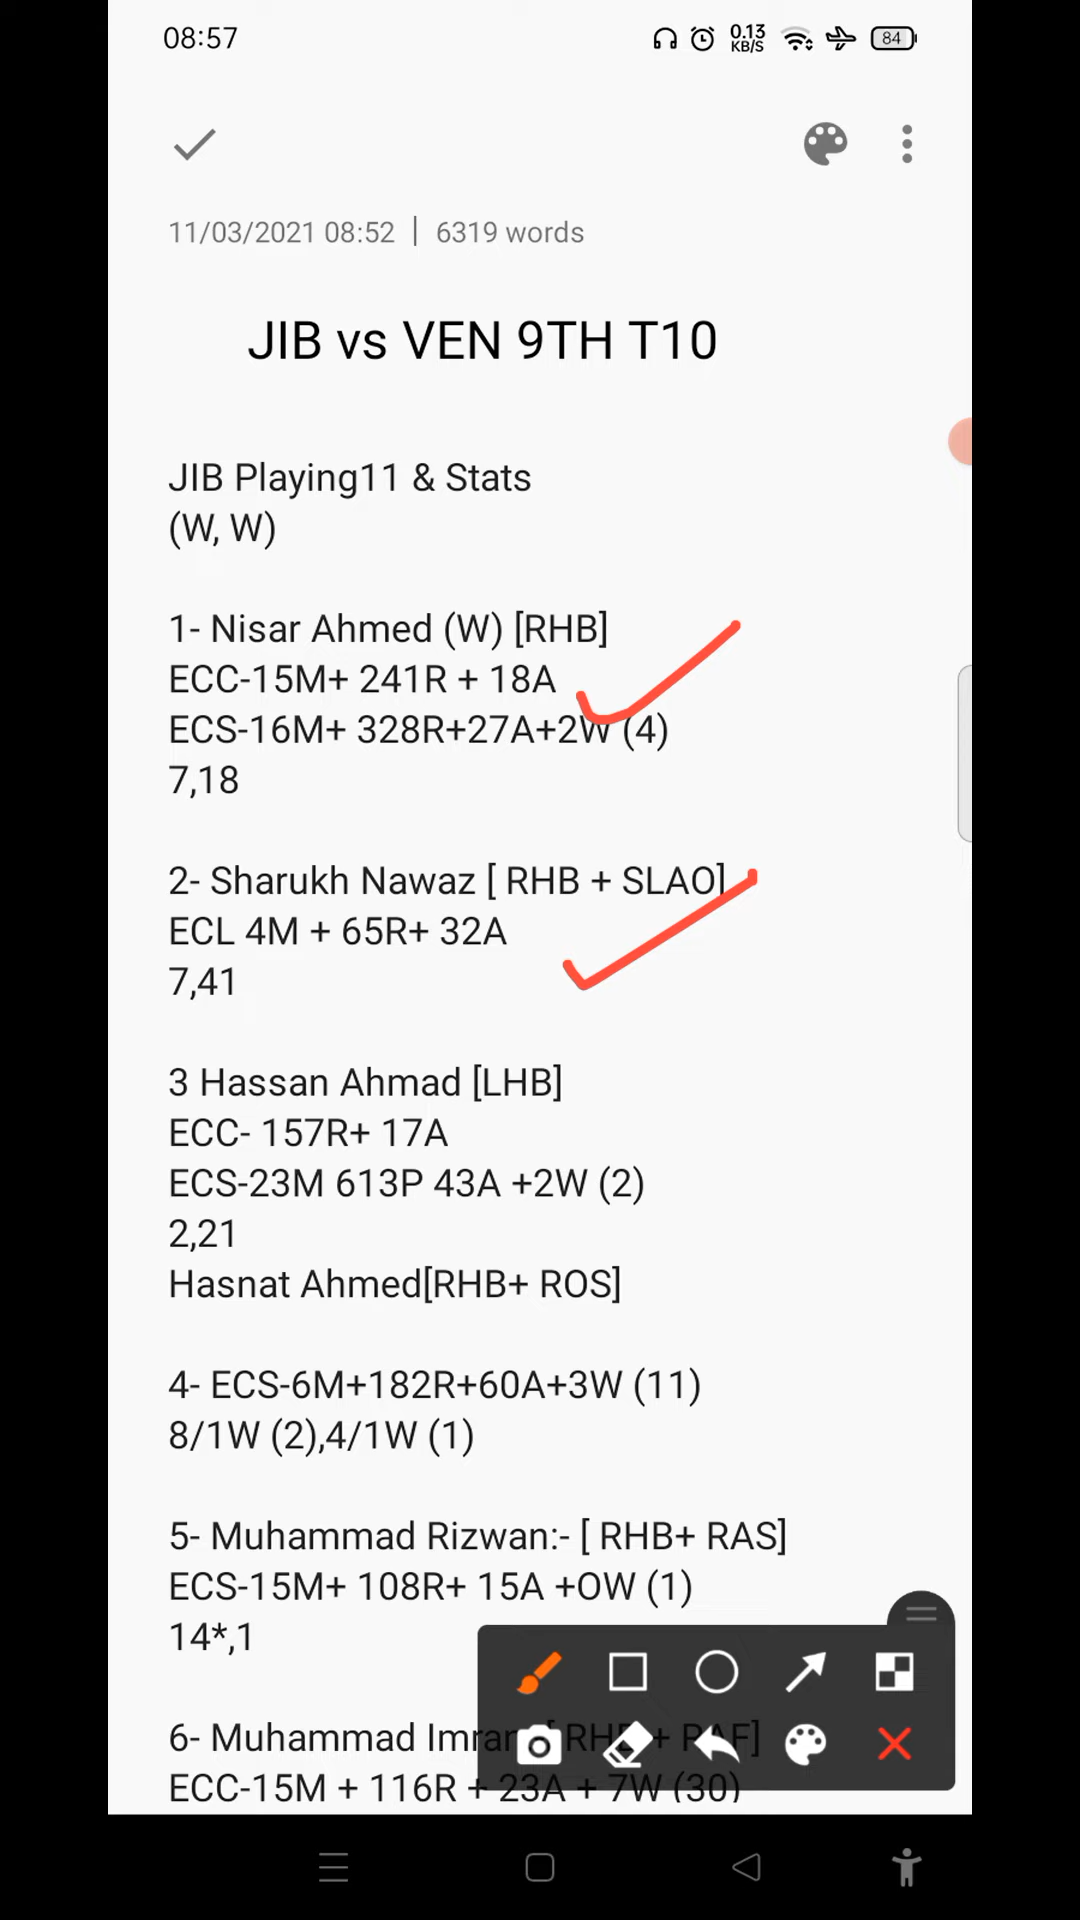 08:57
0.13
KB/S
84
11/03/2021 08:52 | 6319 words
JIB vs VEN 9TH T10
JIB Playing11 & Stats
(W, W)
1- Nisar Ahmed (W) [RHB]
ECC-15M+ 241R + 18A
ECS-16M+ 328R+27A+2W (4)
7,18
2- Sharukh Nawaz [ RHB + SLAO]
ECL 4M + 65R+ 32A
7,41
3 Hassan Ahmad [LHB]
ECC- 157R+ 17A
ECS-23M 613P 43A +2W (2)
2,21
Hasnat Ahmed[RHB+ ROS]
4- ECS-6M+182R+60A+3W (11)
8/1W (2),4/1W (1)
5- Muhammad Rizwan:- [ RHB+ RAS]
ECS-15M+ 108R+ 15A +OW (1)
14*,1
6- Muhammad Imran [ RHB + RAF]
ECC-15M + 116R + 23A + 7W (30)